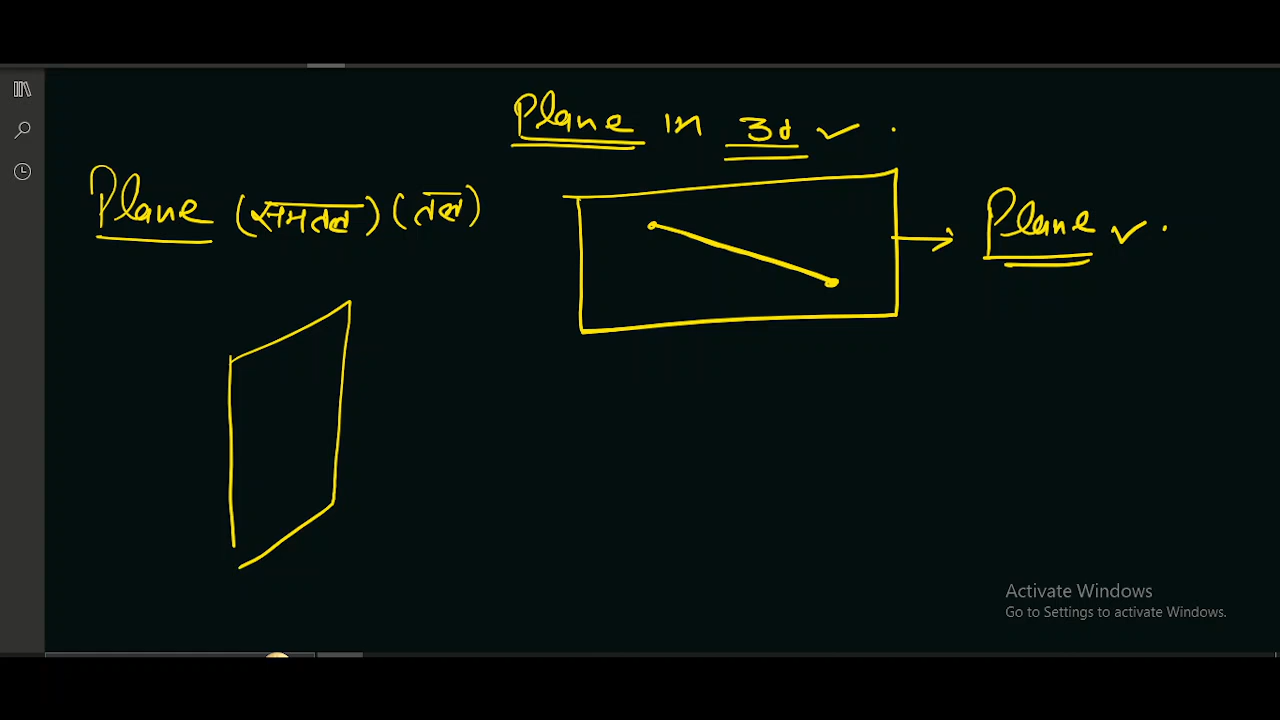 Plane in 3d ✓ .
Plane (समतल) (तल)
Plane ✓ .
Activate Windows
Go to Settings to activate Windows.